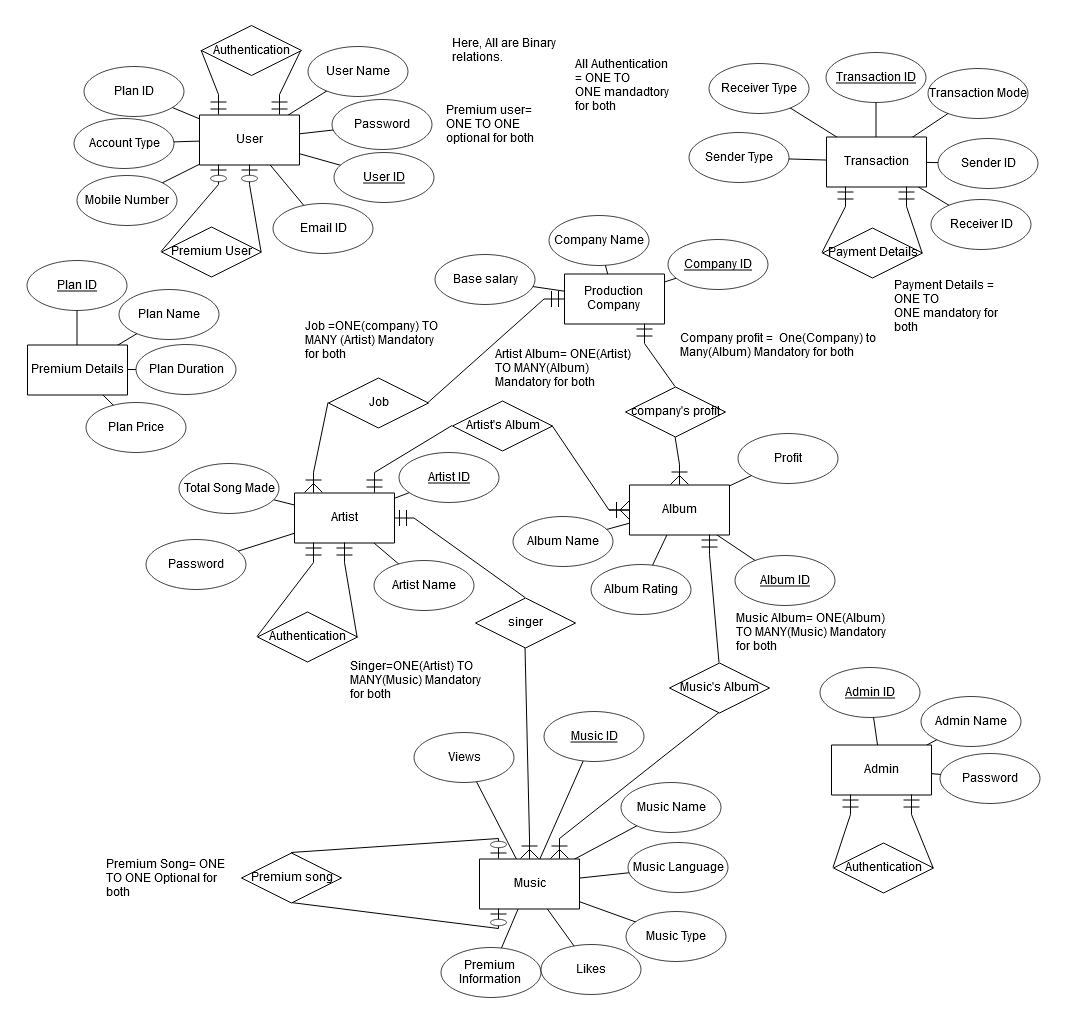 Authentication
Here, All are Binary
relations.
User Name
All Authentication
= ONE TO
ONE mandadtory
for both
Transaction ID
Receiver Type
Transaction Mode
Plan ID
Premium user=
ONE TO ONE
optional for both
Password
User
Account Type
Sender Type
Transaction
Sender ID
User ID
Mobile Number
Email ID
Receiver ID
Premium User
Company Name
Payment Details
Company ID
Base salary
Production
Company
Plan ID
Payment Details =
ONE TO
ONE mandatory for
both
Plan Name
Job =ONE(company) TO
MANY (Artist) Mandatory
for both
Company profit =  One(Company) to
Many(Album) Mandatory for both
Artist Album= ONE(Artist)
TO MANY(Album)
Mandatory for both
Premium Details
Plan Duration
Job
company's profit
Plan Price
Artist's Album
Profit
Artist ID
Total Song Made
Album
Artist
Album Name
Password
Artist Name
Album ID
Album Rating
Music Album= ONE(Album)
TO MANY(Music) Mandatory
for both
singer
Authentication
Singer=ONE(Artist) TO
MANY(Music) Mandatory
for both
Music's Album
Admin ID
Admin Name
Music ID
Views
Admin
Password
Music Name
Premium Song= ONE
TO ONE Optional for
both
Premium song
Music
Music Language
Authentication
Music Type
Premium
Information
Likes